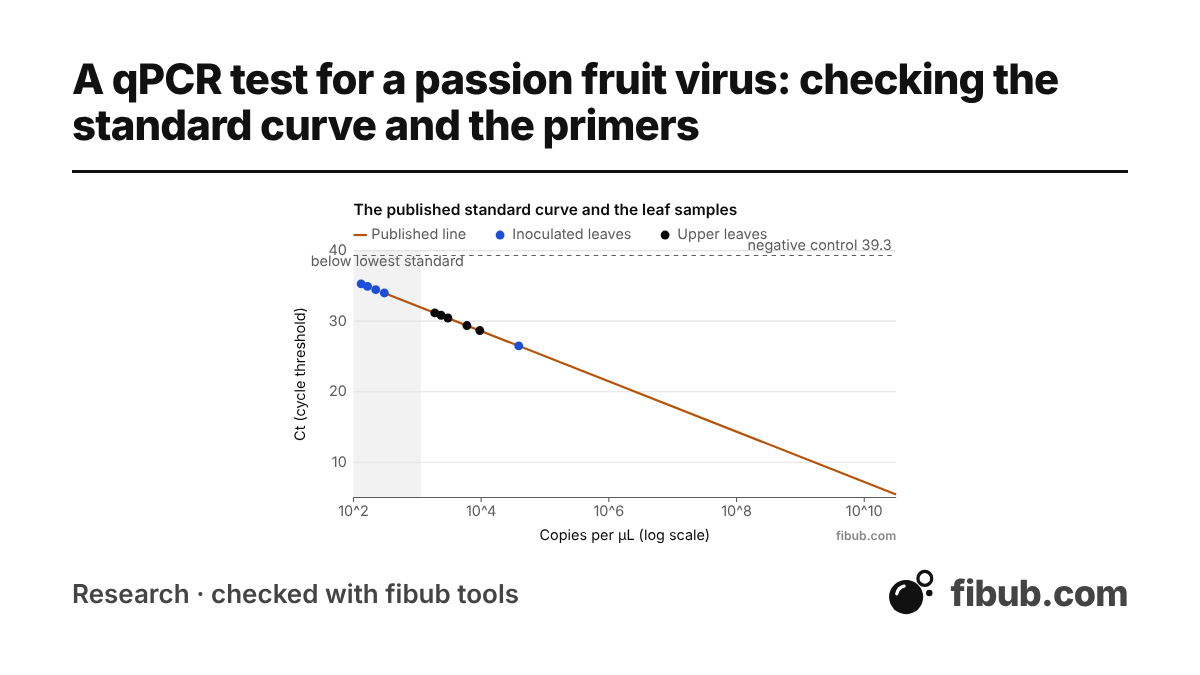 A qPCR test for a passion fruit virus: checking the
standard curve and the primers
The published standard curve and the leaf samples
Published line
Inoculated leaves
Upper leaves
negative control 39.3
below lowest standard
40
30
20
10
Ct (cycle threshold)
10^2
10^4
10^6
10^8
10^10
Copies per µL (log scale)
fibub.com
Research · checked with fibub tools
fibub.com